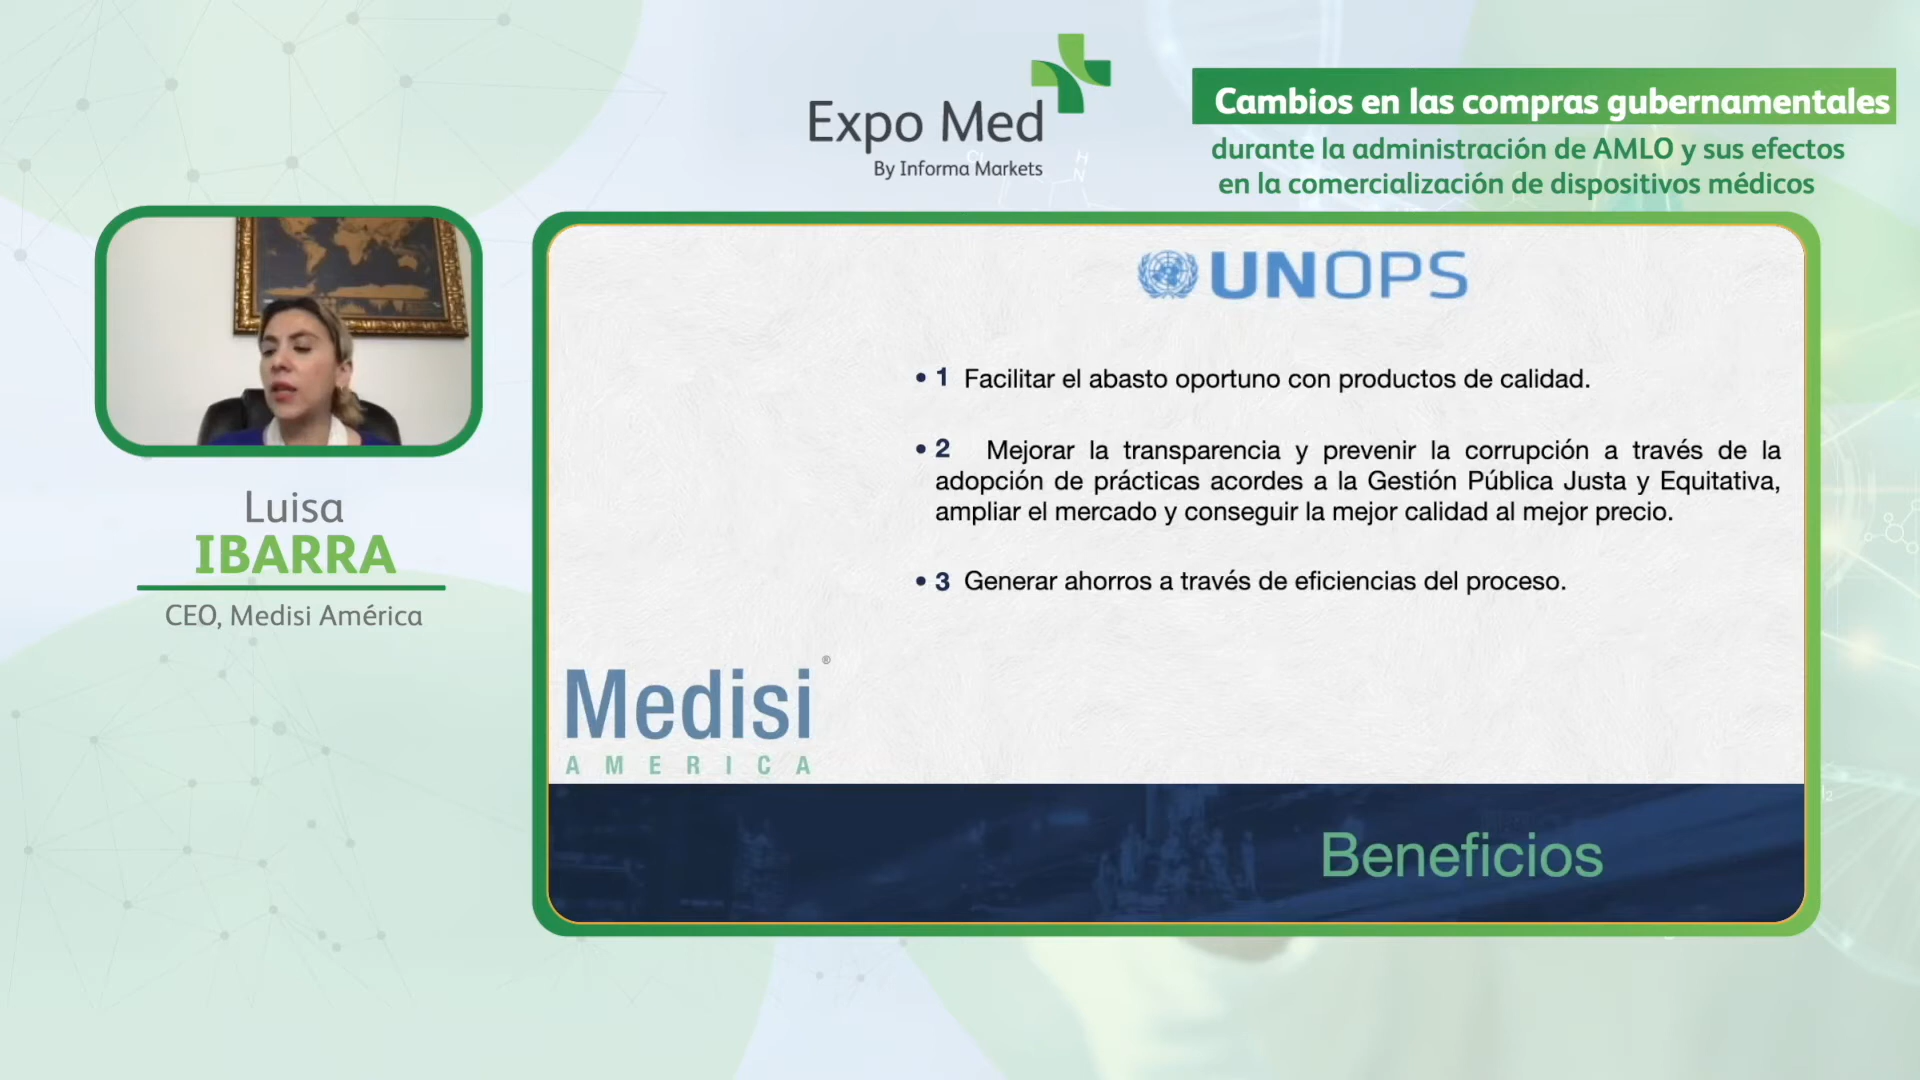 Expo Med
By Informa Markets
Cambios en las compras gubernamentales
durante la administración de AMLO y sus efectos
en la comercialización de dispositivos médicos
Luisa
IBARRA
CEO, Medisi América
UNOPS
• 1 Facilitar el abasto oportuno con productos de calidad.
• 2 Mejorar la transparencia y prevenir la corrupción a través de la
adopción de prácticas acordes a la Gestión Pública Justa y Equitativa,
ampliar el mercado y conseguir la mejor calidad al mejor precio.
• 3 Generar ahorros a través de eficiencias del proceso.
Medisi®
AMERICA
Beneficios